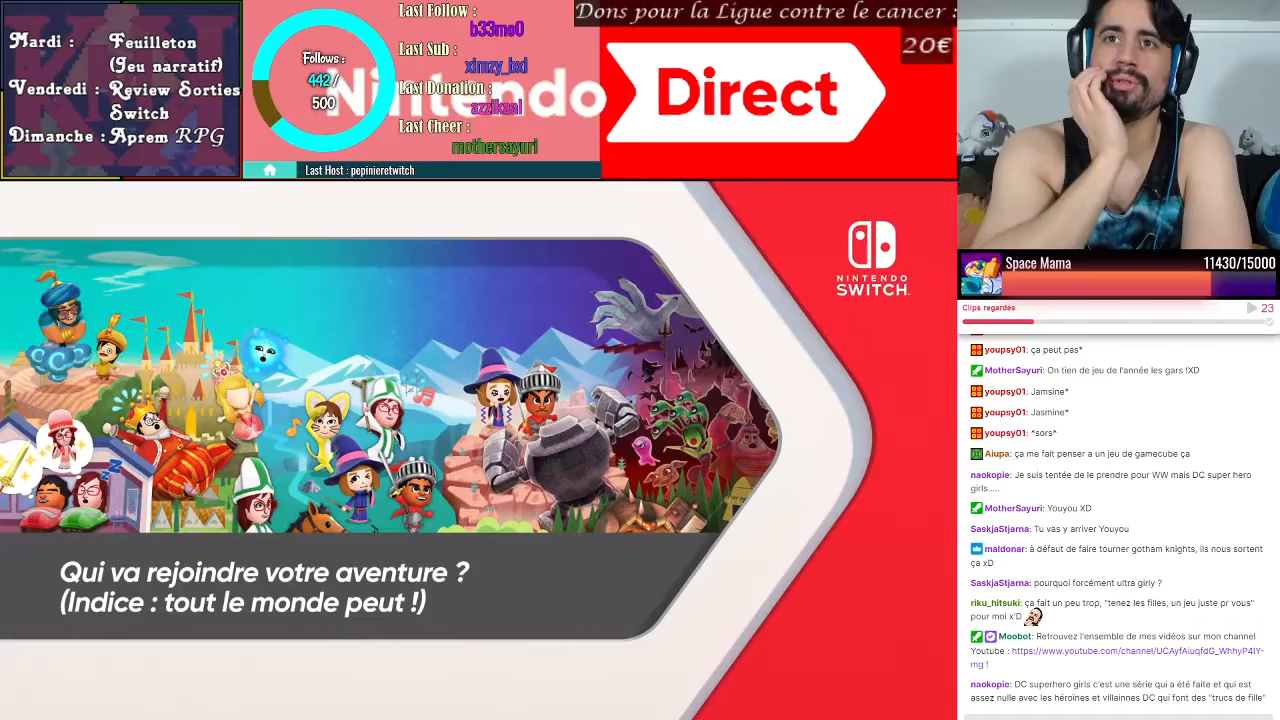 Mardi : Feuilleton
(Jeu narratif)
Vendredi : Review Sorties
Switch
Dimanche : Aprem RPG
Follows :
442 /
500
Last Follow :
b33mo0
Last Sub :
Last Donation :
azzikaal
Last Cheer :
mothersayuri
Last Host : pepinieretwitch
Nintendo
Direct
Dons pour la Ligue contre le cancer :
20€
NINTENDO
SWITCH
Qui va rejoindre votre aventure ?
(Indice : tout le monde peut !)
Space Mama 11430/15000
Clips regardés 23
youpsy01: ça peut pas*
MotherSayuri: On tien de jeu de l'année les gars !XD
youpsy01: Jamsine*
youpsy01: Jasmine*
youpsy01: *sors*
Aiupa: ça me fait penser a un jeu de gamecube ça
naokopie: Je suis tentée de le prendre pour WW mais DC super hero
girls.....
MotherSayuri: Youyou XD
SaskjaStjarna: Tu vas y arriver Youyou
maldonar: à défaut de faire tourner gotham knights, ils nous sortent
ça xD
SaskjaStjarna: pourquoi forcément ultra girly ?
riku_hitsuki: ça fait un peu trop, "tenez les filles, un jeu juste pr vous"
pour moi x'D
Moobot: Retrouvez l'ensemble de mes vidéos sur mon channel
Youtube : https://www.youtube.com/channel/UCAyfAiuqfdG_WhhyP4IY-
mg !
naokopie: DC superhero girls c'est une série qui a été faite et qui est
assez nulle avec les héroïnes et villainnes DC qui font des "trucs de fille"